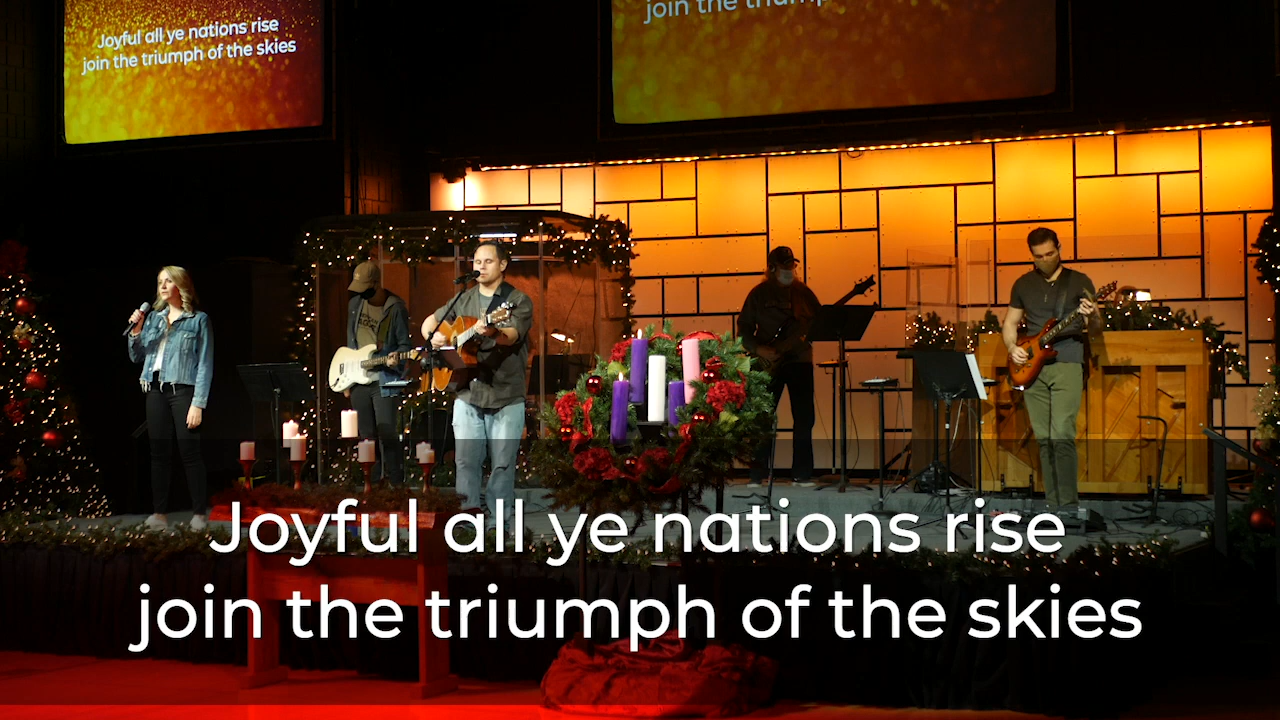 Joyful all ye nations rise
join the triumph of the skies
join the triump
Joyful all ye nations rise
join the triumph of the skies